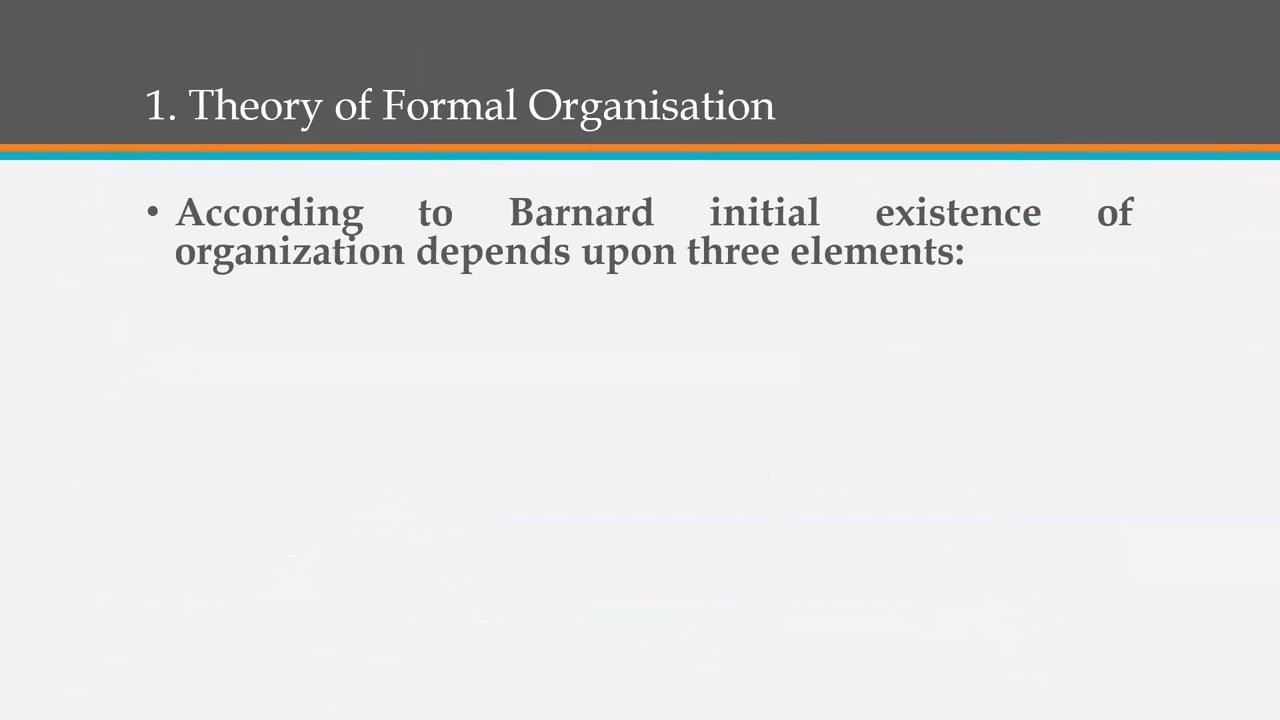 1. Theory of Formal Organisation
• According to Barnard initial existence of
organization depends upon three elements: